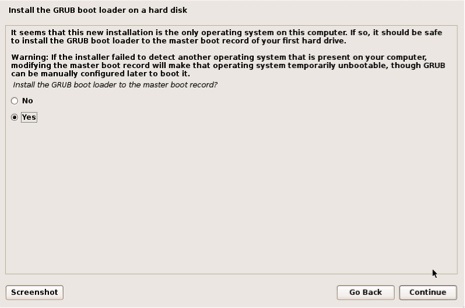 Install the GRUB boot loader on a hard disk
It seems that this new installation is the only operating system on this computer. If so, it should be safe
to install the GRUB boot loader to the master boot record of your first hard drive.
Warning: If the installer failed to detect another operating system that is present on your computer,
modifying the master boot record will make that operating system temporarily unbootable, though GRUB
can be manually configured later to boot it.
Install the GRUB boot loader to the master boot record?
No
Yes
Screenshot Go Back Continue